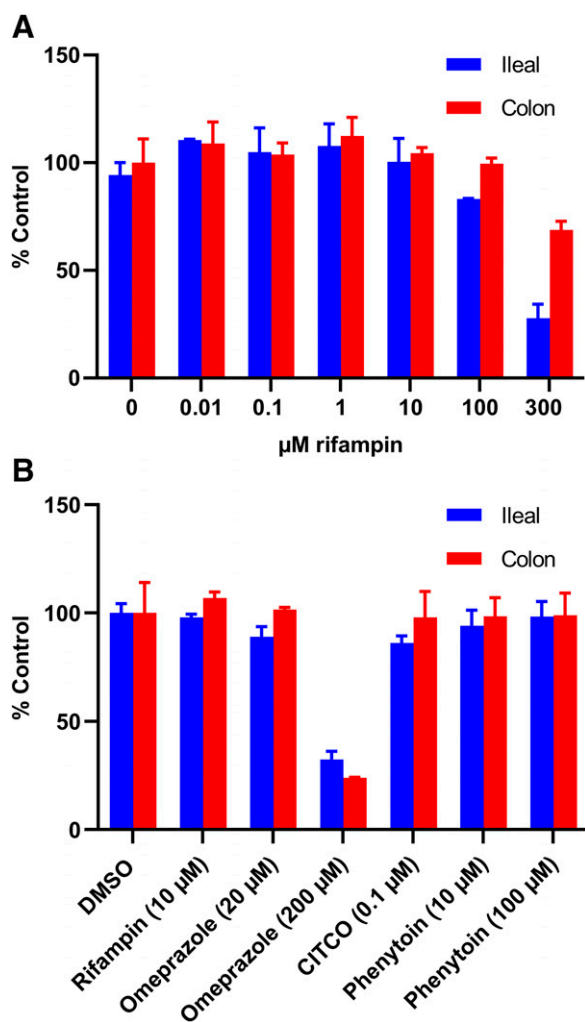 A
150
Ileal
Colon
100
% Control
50
0
0 0.01 0.1 1 10 100 300
µM rifampin
B
150
Ileal
Colon
100
% Control
50
0
DMSO
Rifampin (10 µM)
Omeprazole (20 µM)
Omeprazole (200 µM)
CITCO (0.1 µM)
Phenytoin (10 µM)
Phenytoin (100 µM)